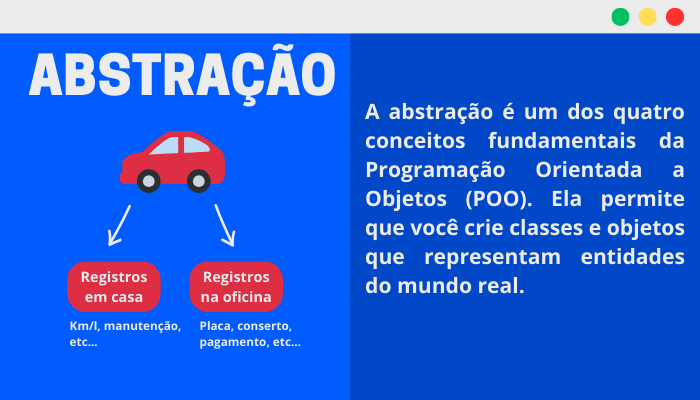 ABSTRAÇÃO
Registros
em casa
Km/l, manutenção,
etc...
Registros
na oficina
Placa, conserto,
pagamento, etc...
A abstração é um dos quatro
conceitos fundamentais da
Programação Orientada a
Objetos (POO). Ela permite
que você crie classes e objetos
que representam entidades
do mundo real.